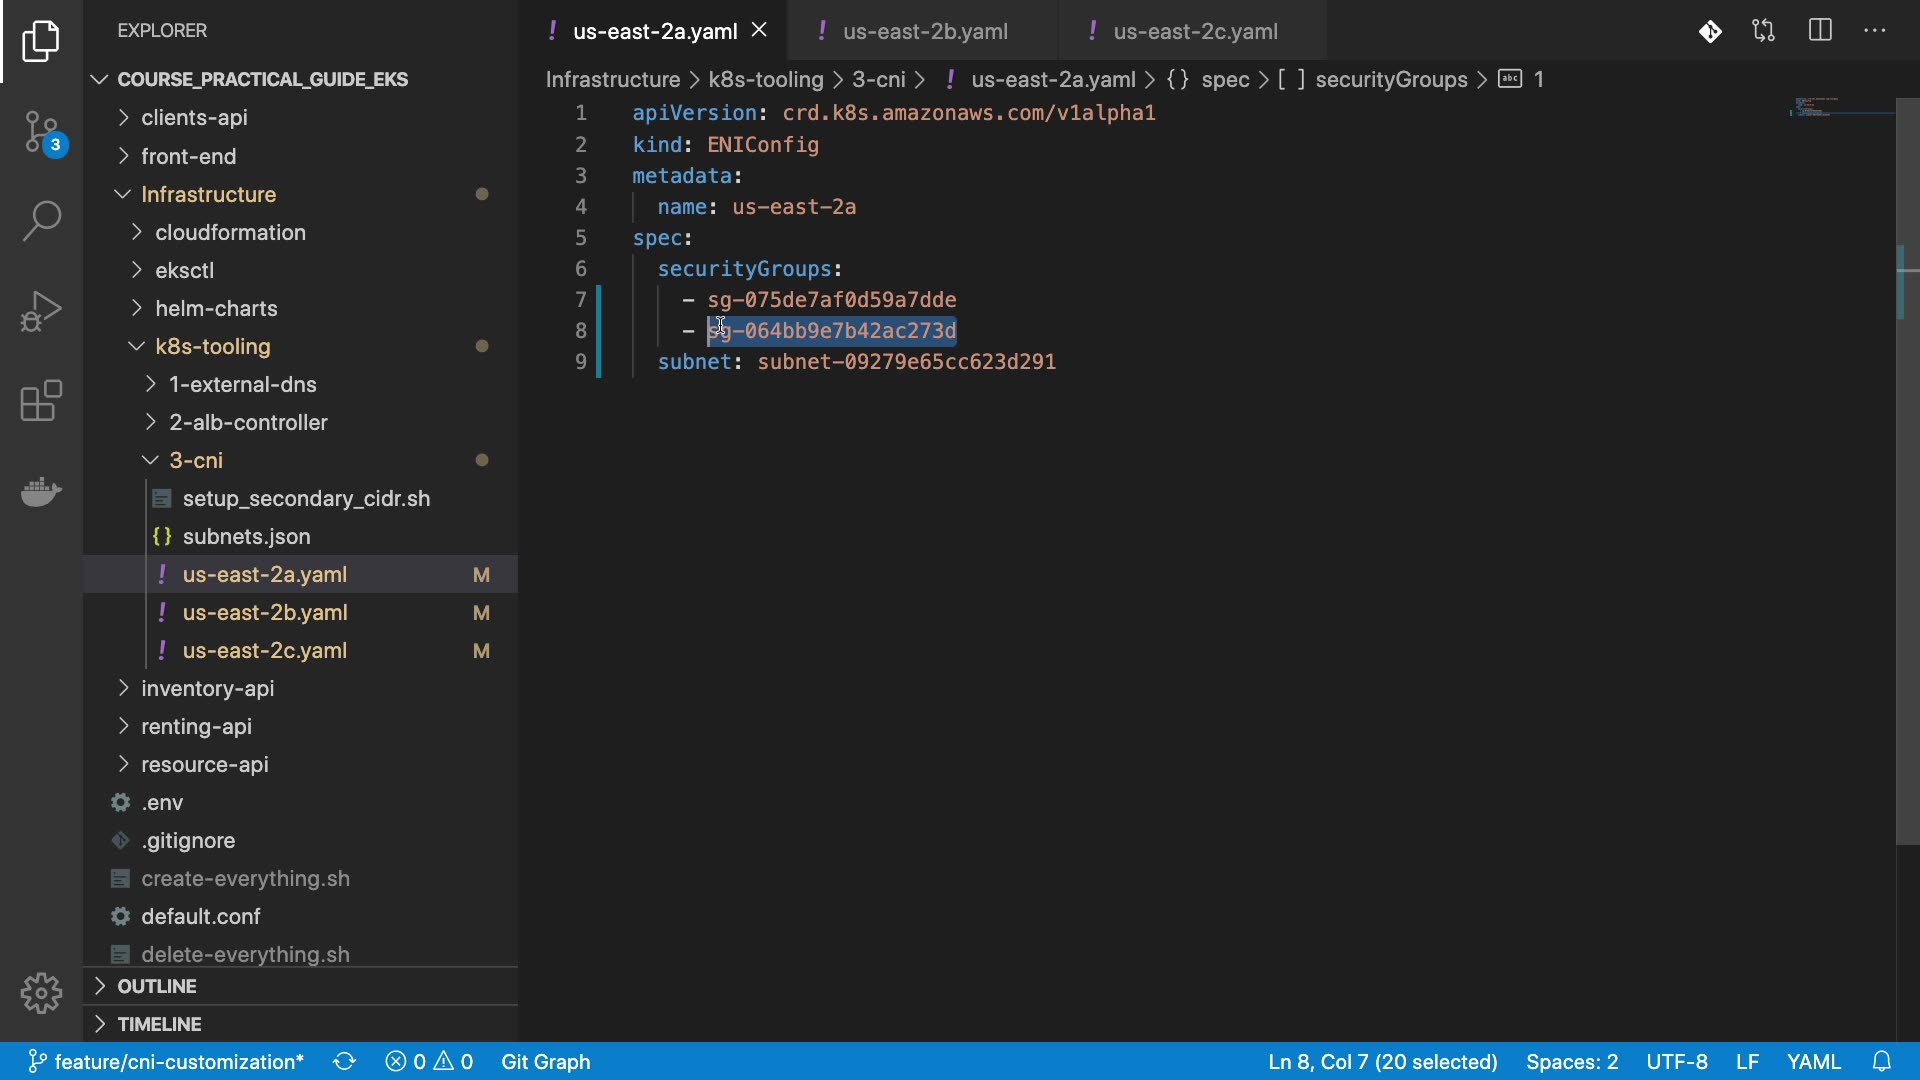 EXPLORER
COURSE_PRACTICAL_GUIDE_EKS
clients-api
front-end
Infrastructure
cloudformation
eksctl
helm-charts
k8s-tooling
1-external-dns
2-alb-controller
3-cni
setup_secondary_cidr.sh
{} subnets.json
! us-east-2a.yaml M
! us-east-2b.yaml M
! us-east-2c.yaml M
inventory-api
renting-api
resource-api
.env
.gitignore
create-everything.sh
default.conf
delete-everything.sh
OUTLINE
TIMELINE
3
! us-east-2a.yaml ! us-east-2b.yaml ! us-east-2c.yaml
Infrastructure > k8s-tooling > 3-cni > ! us-east-2a.yaml > {} spec > [ ] securityGroups > abc 1
1 apiVersion: crd.k8s.amazonaws.com/v1alpha1
2 kind: ENIConfig
3 metadata:
4 name: us-east-2a
5 spec:
6 securityGroups:
7 - sg-075de7af0d59a7dde
8 - sg-064bb9e7b42ac273d
9 subnet: subnet-09279e65cc623d291
feature/cni-customization* 0 0 Git Graph Ln 8, Col 7 (20 selected) Spaces: 2 UTF-8 LF YAML